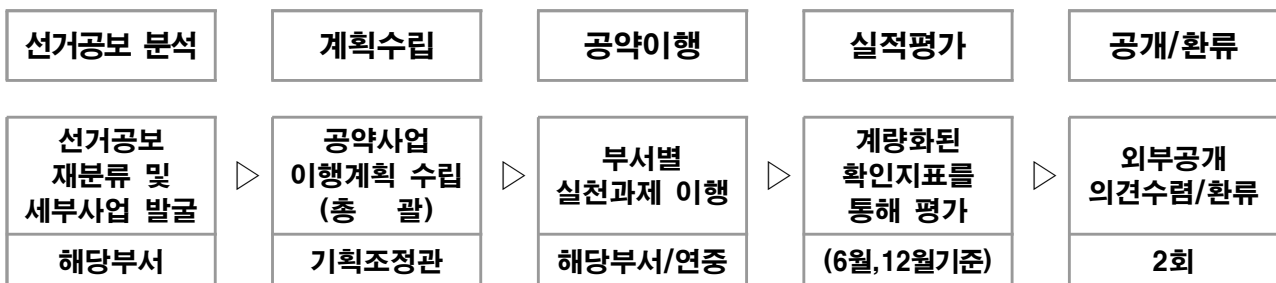 선거공보 분석
계획수립
공약이행
실적평가
공개/환류
선거공보
재분류 및
세부사업 발굴
해당부서
▷
공약사업
이행계획 수립
(총 괄)
기획조정관
▷
부서별
실천과제 이행
해당부서/연중
▷
계량화된
확인지표를
통해 평가
(6월,12월기준)
▷
외부공개
의견수렴/환류
2회